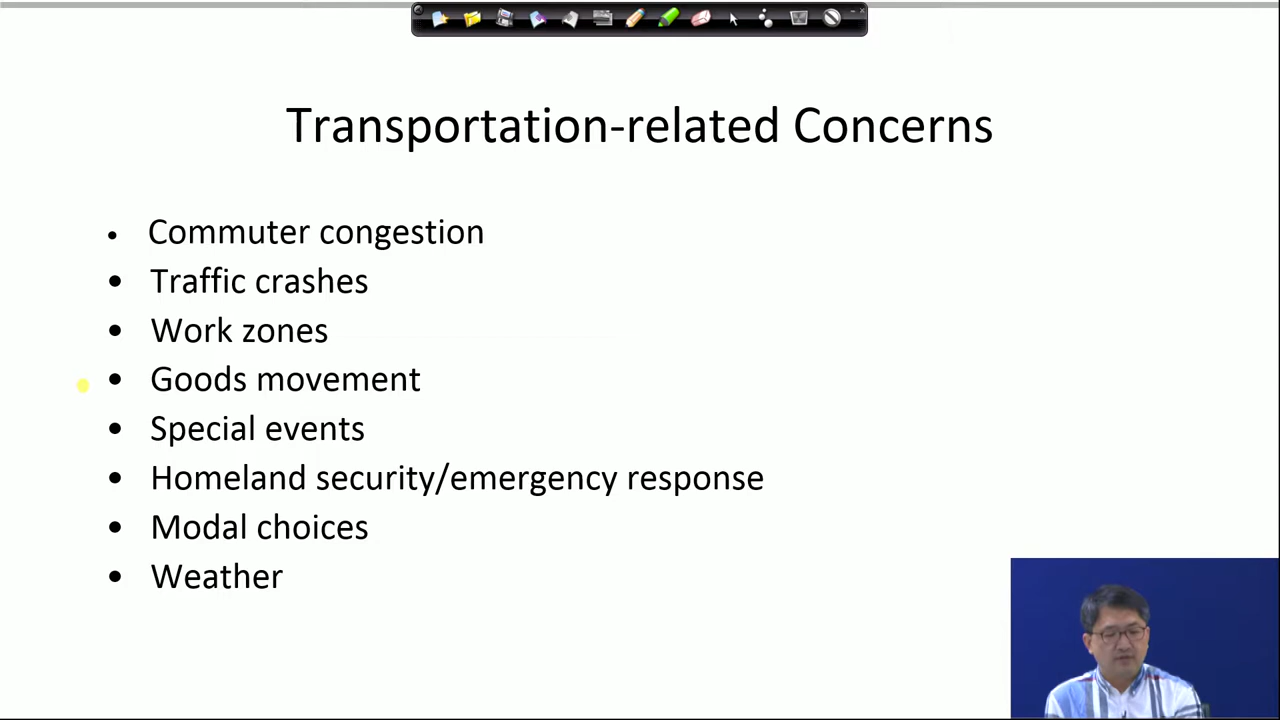 Transportation-related Concerns
• Commuter congestion
• Traffic crashes
• Work zones
• Goods movement
• Special events
• Homeland security/emergency response
• Modal choices
• Weather